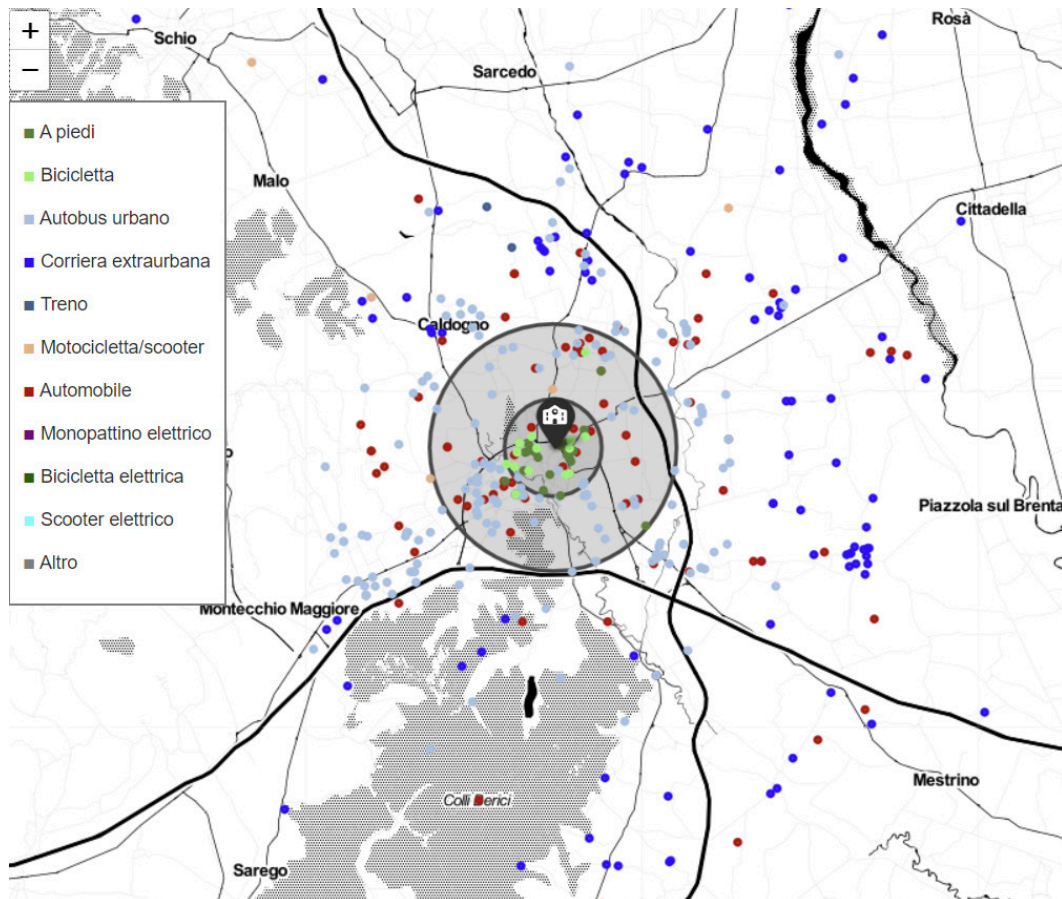 +
−
A piedi
Bicicletta
Autobus urbano
Corriera extraurbana
Treno
Motocicletta/scooter
Automobile
Monopattino elettrico
Bicicletta elettrica
Scooter elettrico
Altro
Schio
Sarcedo
Rosà
Malo
Cittadella
Caldogno
o
Piazzola sul Brenta
Montecchio Maggiore
Mestrino
Colli Berici
Sarego